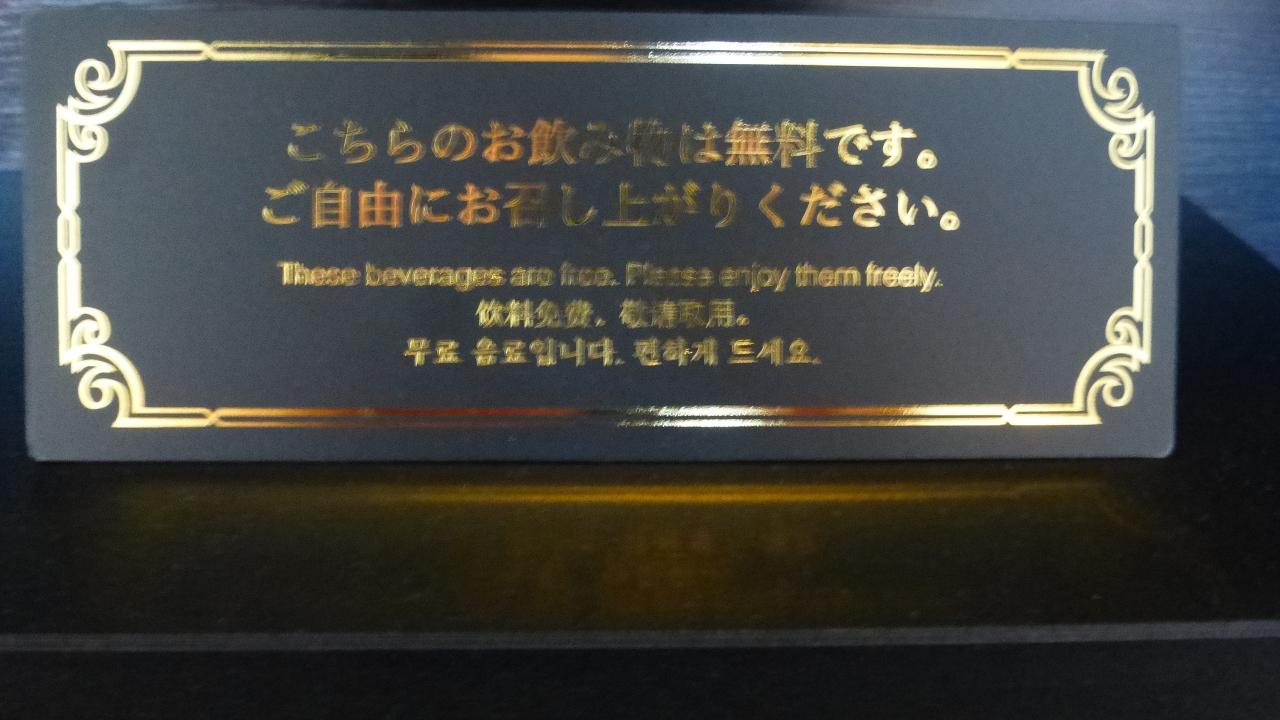 こちらのお飲み物は無料です。
ご自由にお召し上がりください。
These beverages are free. Please enjoy them freely.
饮料免费。敬请取用。
무료 음료입니다. 편하게 드세요.